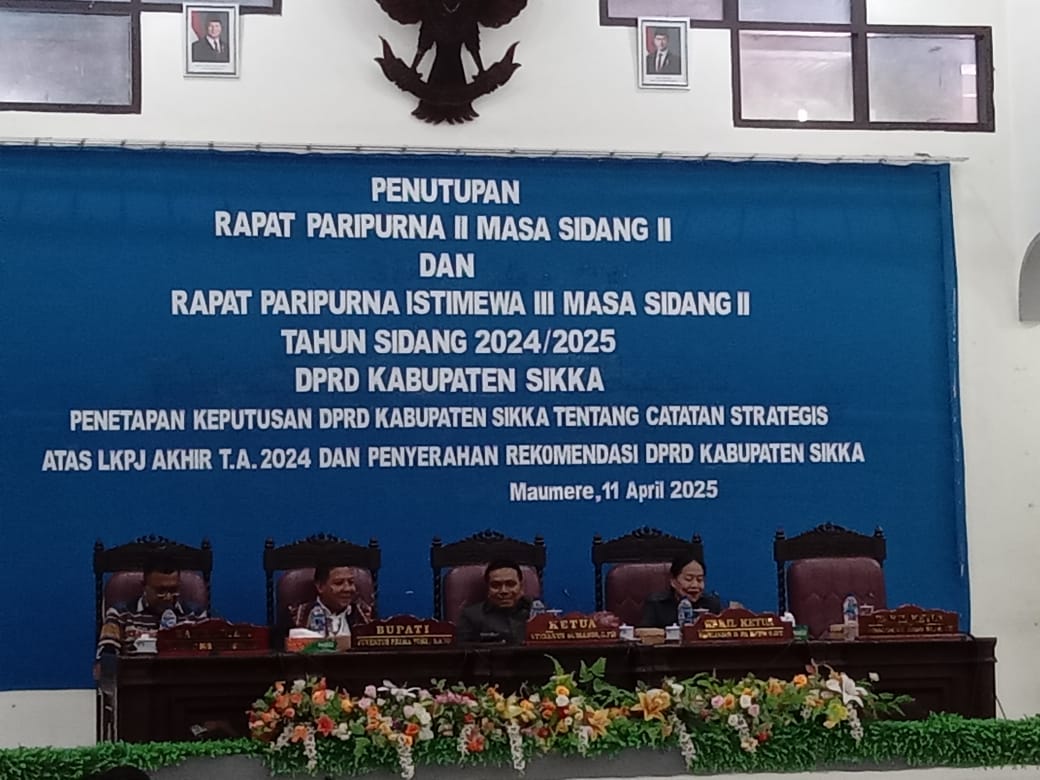 PENUTUPAN
RAPAT PARIPURNA II MASA SIDANG II
DAN
RAPAT PARIPURNA ISTIMEWA III MASA SIDANG II
TAHUN SIDANG 2024/2025
DPRD KABUPATEN SIKKA
PENETAPAN KEPUTUSAN DPRD KABUPATEN SIKKA TENTANG CATATAN STRATEGIS
ATAS LKPJ AKHIR T.A. 2024 DAN PENYERAHAN REKOMENDASI DPRD KABUPATEN SIKKA
Maumere, 11 April 2025
BUPATI
KETUA
WAKIL KETUA